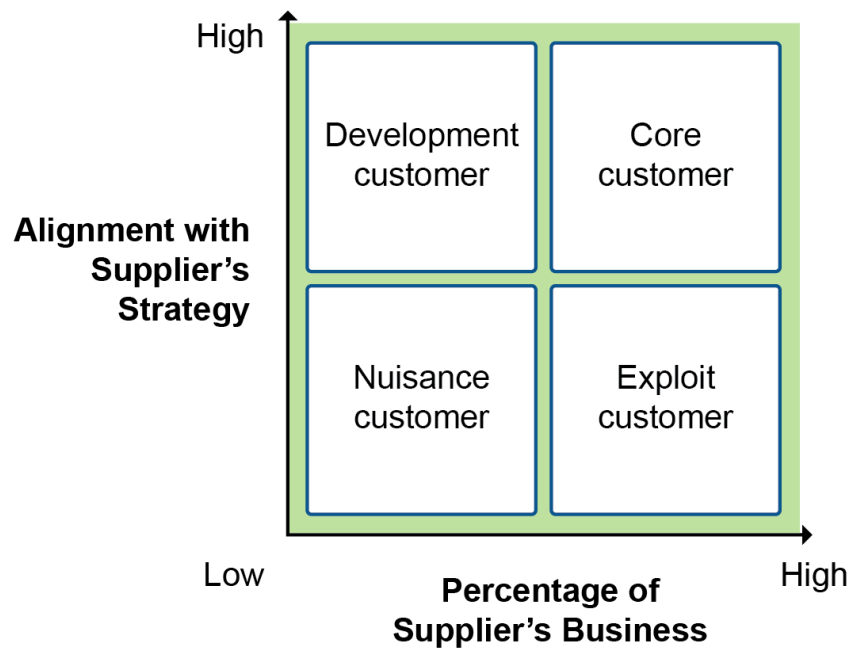 High
Development
customer
Core
customer
Alignment with
Supplier’s
Strategy
Nuisance
customer
Exploit
customer
Low
High
Percentage of
Supplier’s Business